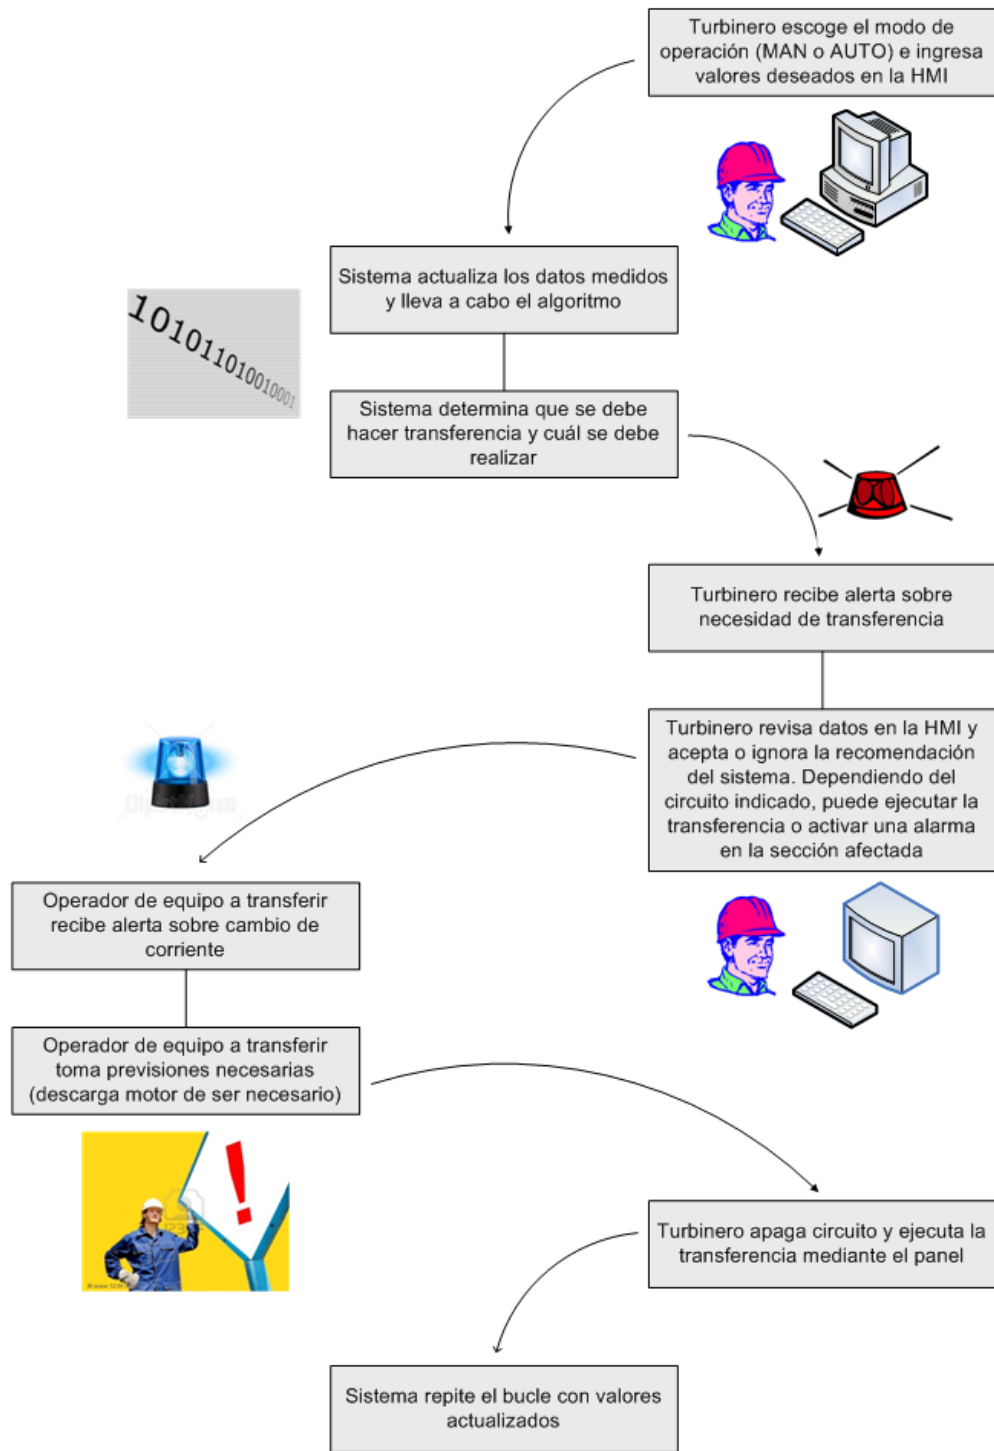 Turbinero escoge el modo de
operación (MAN o AUTO) e ingresa
valores deseados en la HMI
Sistema actualiza los datos medidos
y lleva a cabo el algoritmo
101011010010001
Sistema determina que se debe
hacer transferencia y cuál se debe
realizar
Turbinero recibe alerta sobre
necesidad de transferencia
Turbinero revisa datos en la HMI y
acepta o ignora la recomendación
del sistema. Dependiendo del
circuito indicado, puede ejecutar la
transferencia o activar una alarma
en la sección afectada
Operador de equipo a transferir
recibe alerta sobre cambio de
corriente
Operador de equipo a transferir
toma previsiones necesarias
(descarga motor de ser necesario)
!
Turbinero apaga circuito y ejecuta la
transferencia mediante el panel
Sistema repite el bucle con valores
actualizados